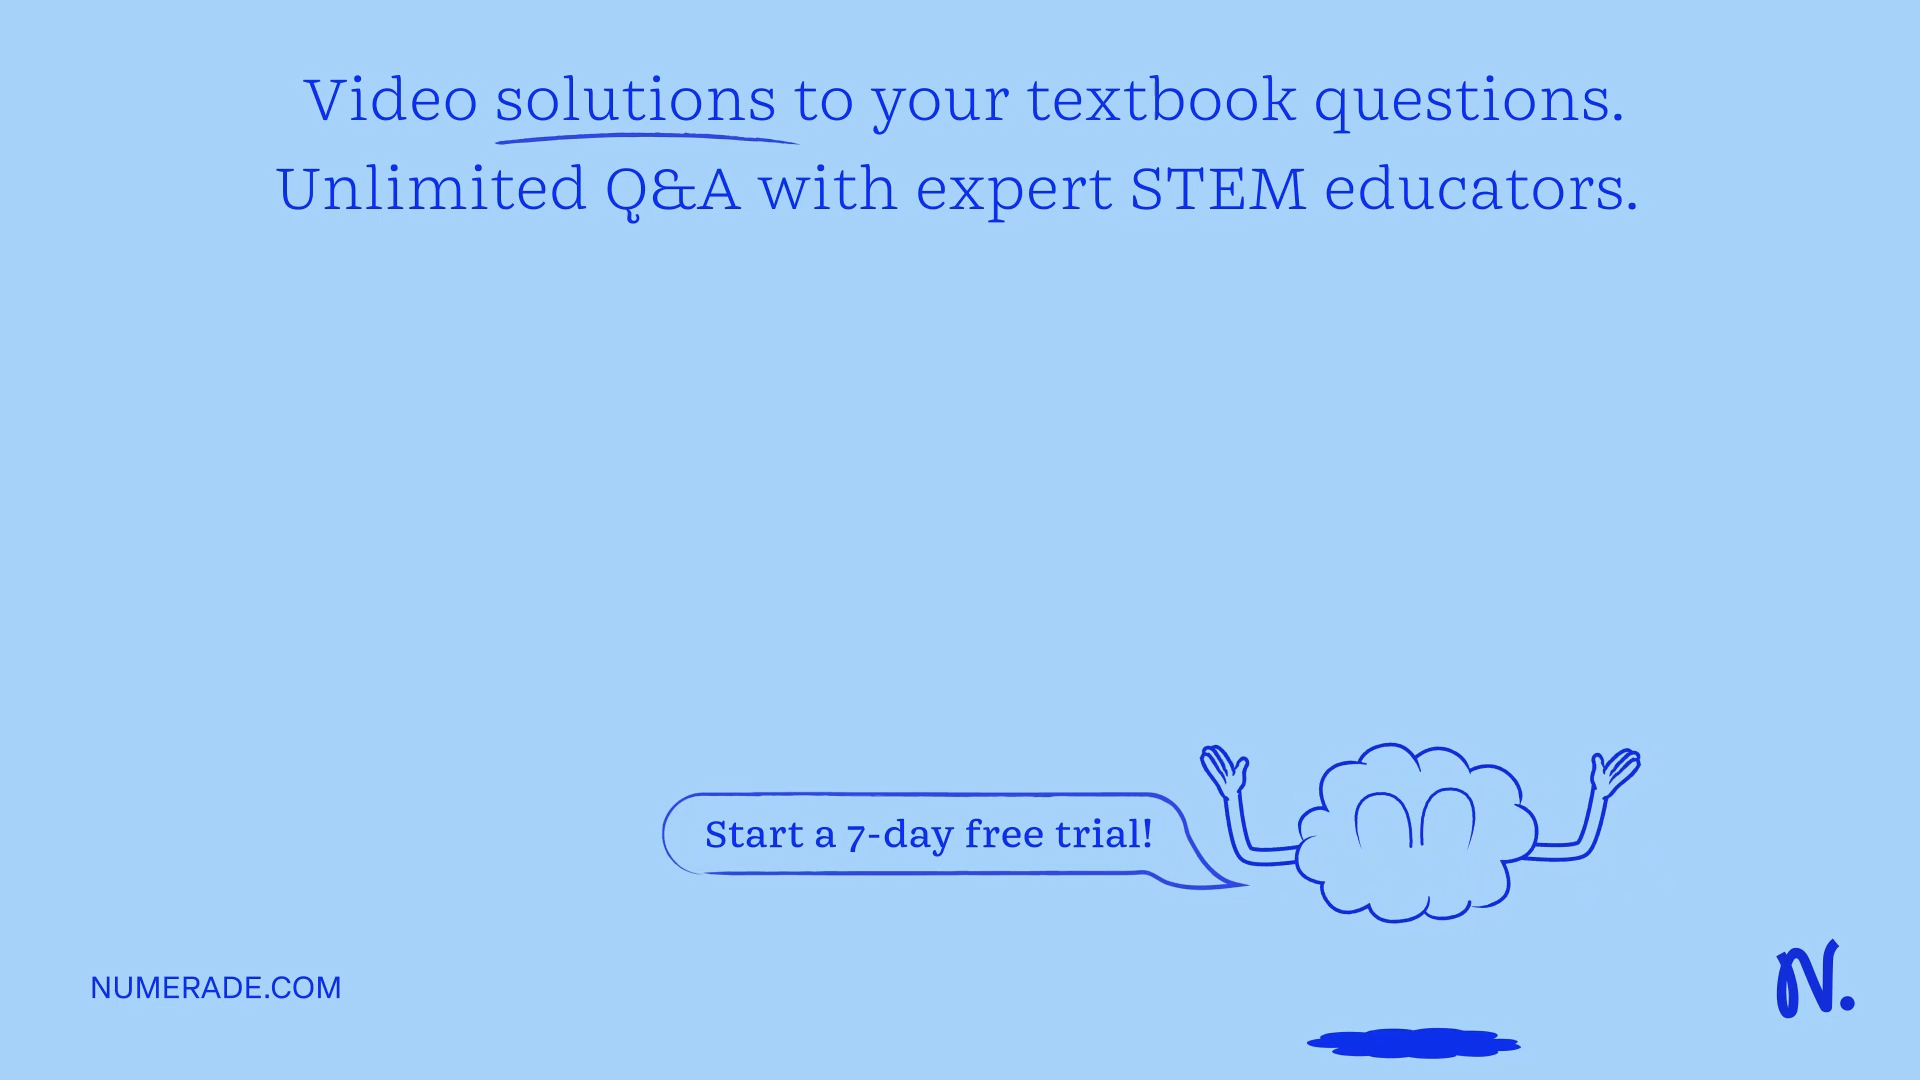 Video solutions to your textbook questions.
Unlimited Q&A with expert STEM educators.
Start a 7-day free trial!
NUMERADE.COM
N.